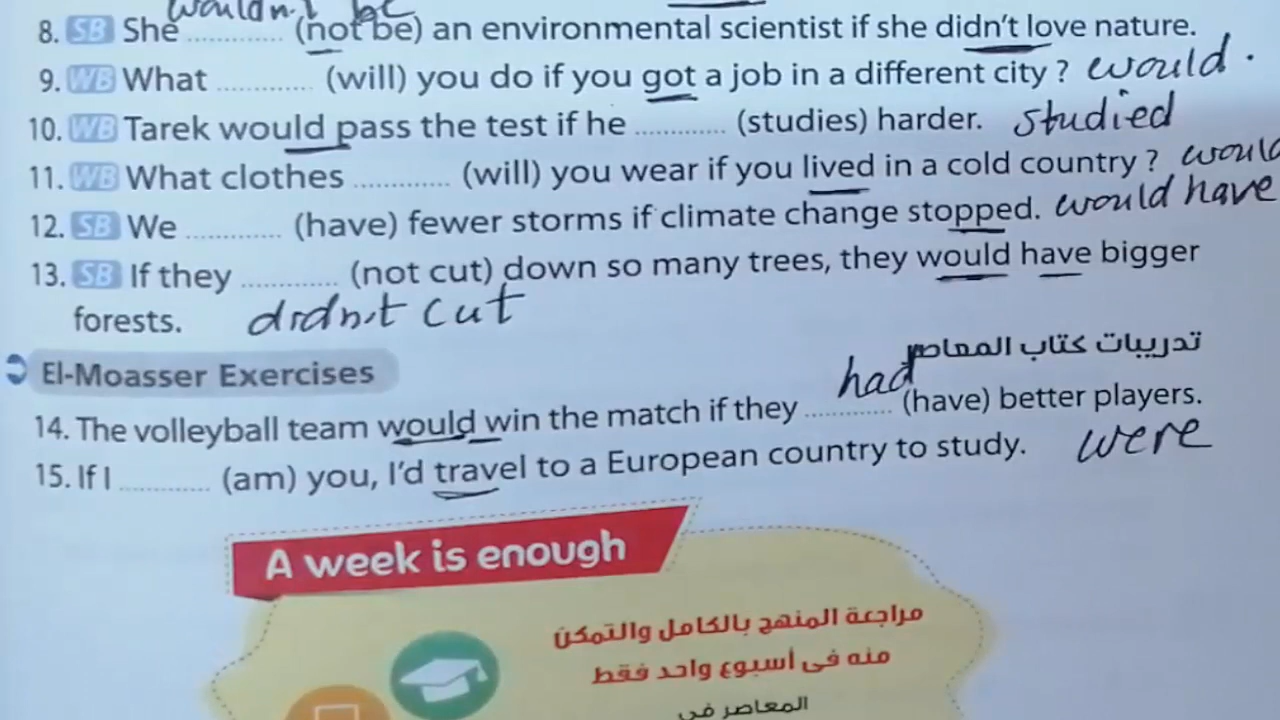 wouldn't be
8. SB She ............ (not be) an environmental scientist if she didn't love nature.
9. WB What ............ (will) you do if you got a job in a different city ? would.
10. WB Tarek would pass the test if he ............ (studies) harder. studied
11. WB What clothes ............ (will) you wear if you lived in a cold country ? would
12. SB We ............ (have) fewer storms if climate change stopped. would have
13. SB If they ............ (not cut) down so many trees, they would have bigger
forests. didn't cut
تدريبات كتاب المعاصر
El-Moasser Exercises
had
14. The volleyball team would win the match if they ............ (have) better players.
15. If I ............ (am) you, I'd travel to a European country to study. were
A week is enough
مراجعة المنهج بالكامل والتمكن
منه فى أسبوع واحد فقط
المعاصر فى